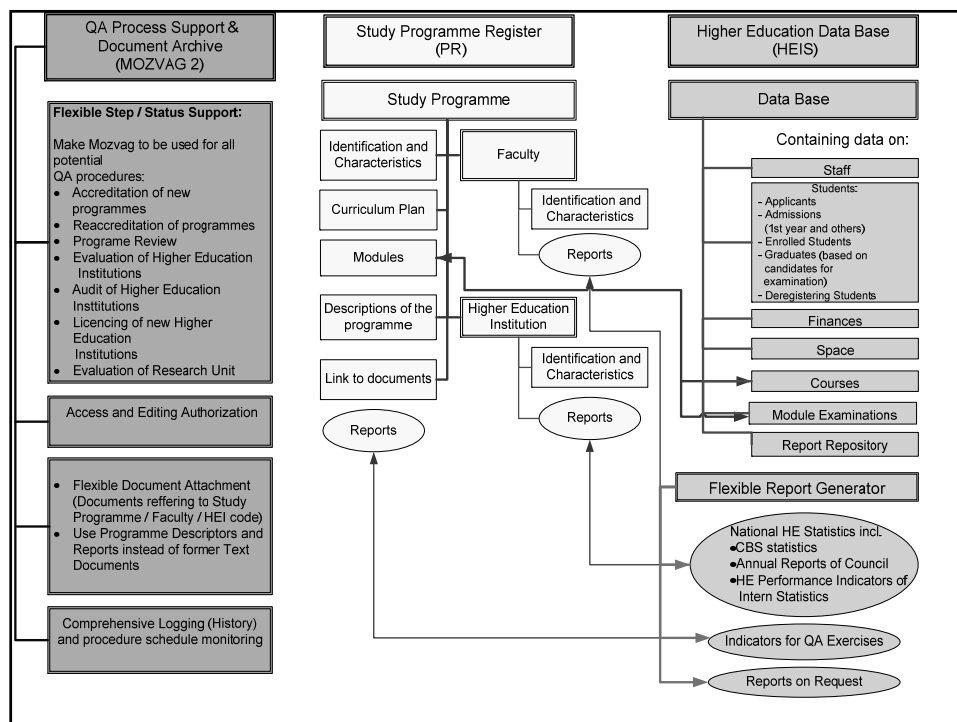 QA Process Support &
Document Archive
(MOZVAG 2)
Flexible Step / Status Support:
Make Mozvag to be used for all
potential
QA procedures:
• Accreditation of new
programmes
• Reaccreditation of programmes
• Programe Review
• Evaluation of Higher Education
Institutions
• Audit of Higher Education
Insttitutions
• Licencing of new Higher
Education
Institutions
• Evaluation of Research Unit
Access and Editing Authorization
• Flexible Document Attachment
(Documents reffering to Study
Programme / Faculty / HEI code)
• Use Programme Descriptors and
Reports instead of former Text
Documents
Comprehensive Logging (History)
and procedure schedule monitoring
Study Programme Register
(PR)
Study Programme
Identification and
Characteristics
Faculty
Curriculum Plan
Identification and
Characteristics
Modules
Reports
Descriptions of the
programme
Higher Education
Institution
Link to documents
Identification and
Characteristics
Reports
Reports
Higher Education Data Base
(HEIS)
Data Base
Containing data on:
Staff
Students:
- Applicants
- Admissions
(1st year and others)
- Enrolled Students
- Graduates (based on
candidates for
examination)
- Deregistering Students
Finances
Space
Courses
Module Examinations
Report Repository
Flexible Report Generator
National HE Statistics incl.
•CBS statistics
•Annual Reports of Council
•HE Performance Indicators of
Intern Statistics
Indicators for QA Exercises
Reports on Request